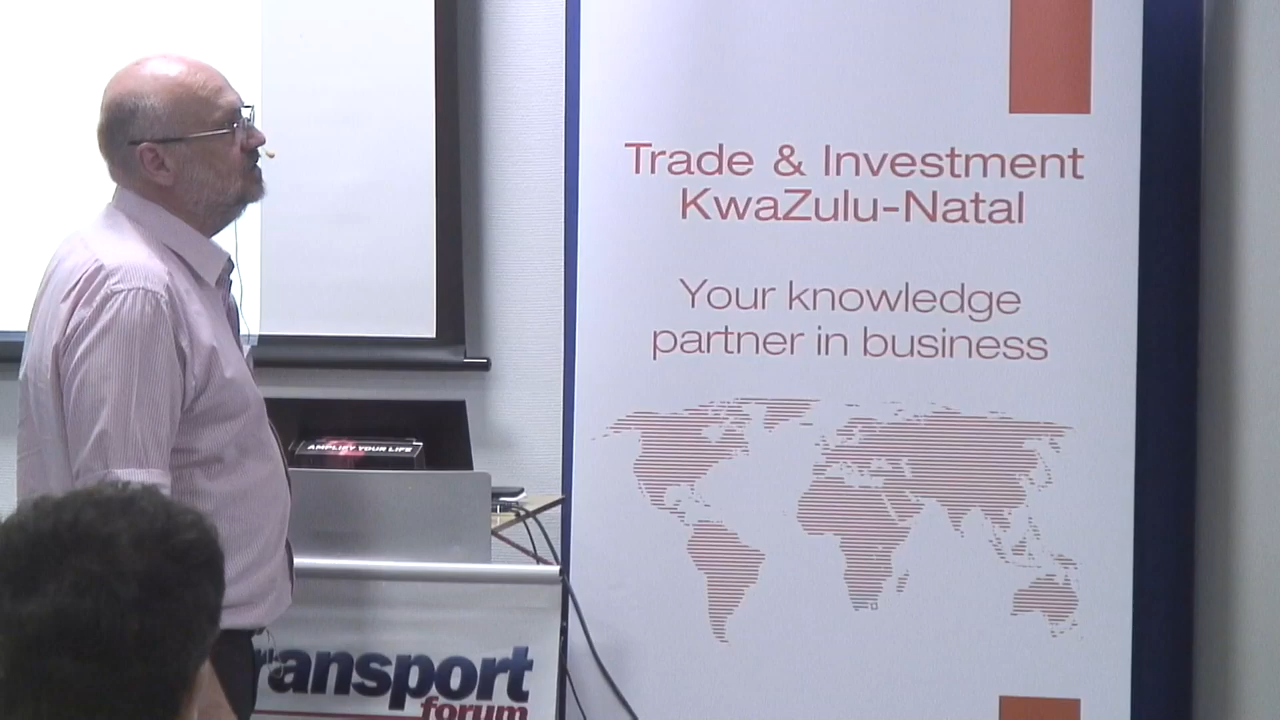 Trade & Investment
KwaZulu-Natal
Your knowledge
partner in business
AMPLIFY YOUR LIFE
ransport
forum